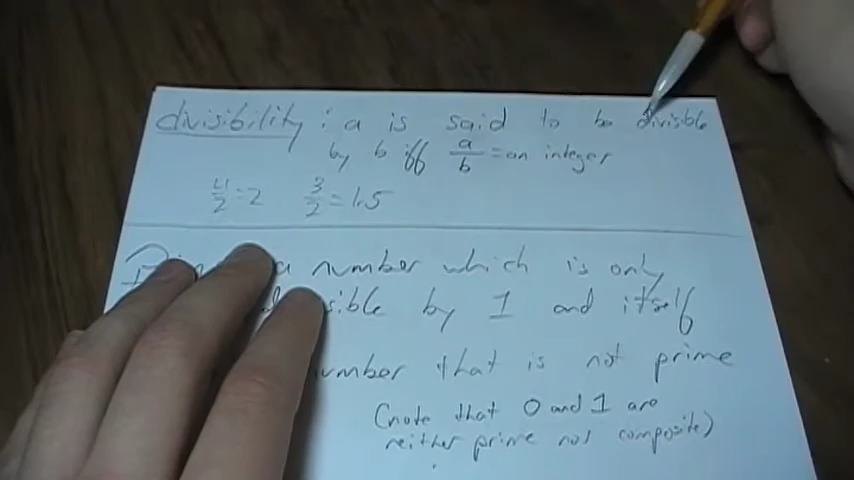 divisibility : a is said to be divisible
by b iff a/b = an integer
4/2 = 2 3/2 = 1.5
a number which is only
by 1 and itself
number that is not prime
(note that 0 and 1 are
neither prime not composite)